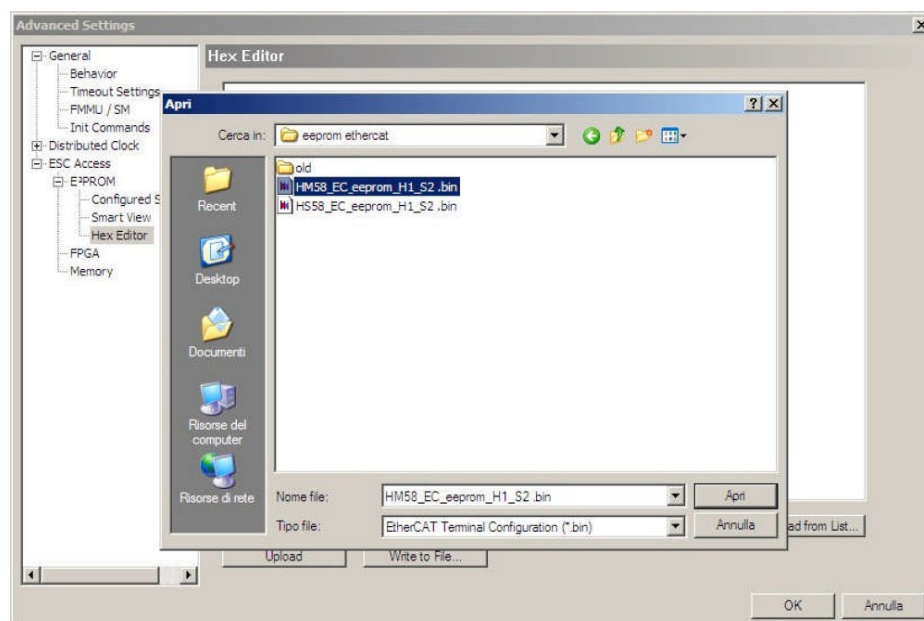 Advanced Settings
General
Behavior
Timeout Settings
FMMU / SM
Init Commands
Distributed Clock
ESC Access
E²PROM
Configured S
Smart View
Hex Editor
FPGA
Memory
Hex Editor
Apri
Cerca in:
eeprom ethercat
Recent
Desktop
Documenti
Risorse del
computer
Risorse di rete
old
HM58_EC_eeprom_H1_S2 .bin
HS58_EC_eeprom_H1_S2 .bin
Nome file:
HM58_EC_eeprom_H1_S2 .bin
Apri
Tipo file:
EtherCAT Terminal Configuration (*.bin)
Annulla
ad from List...
Upload
Write to File...
OK
Annulla